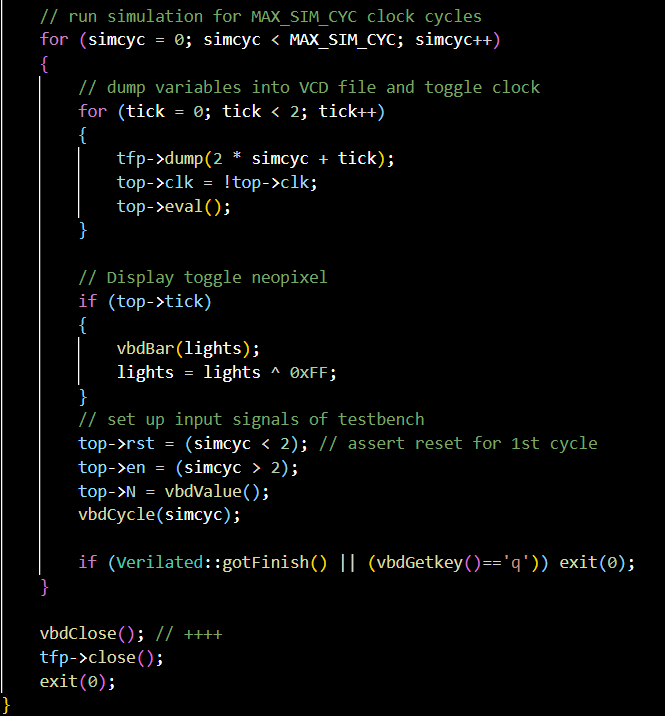 // run simulation for MAX_SIM_CYC clock cycles
for (simcyc = 0; simcyc < MAX_SIM_CYC; simcyc++)
{
// dump variables into VCD file and toggle clock
for (tick = 0; tick < 2; tick++)
{
tfp->dump(2 * simcyc + tick);
top->clk = !top->clk;
top->eval();
}
// Display toggle neopixel
if (top->tick)
{
vbdBar(lights);
lights = lights ^ 0xFF;
}
// set up input signals of testbench
top->rst = (simcyc < 2); // assert reset for 1st cycle
top->en = (simcyc > 2);
top->N = vbdValue();
vbdCycle(simcyc);
if (Verilated::gotFinish() || (vbdGetkey()=='q')) exit(0);
}
vbdClose(); // ++++
tfp->close();
exit(0);
}